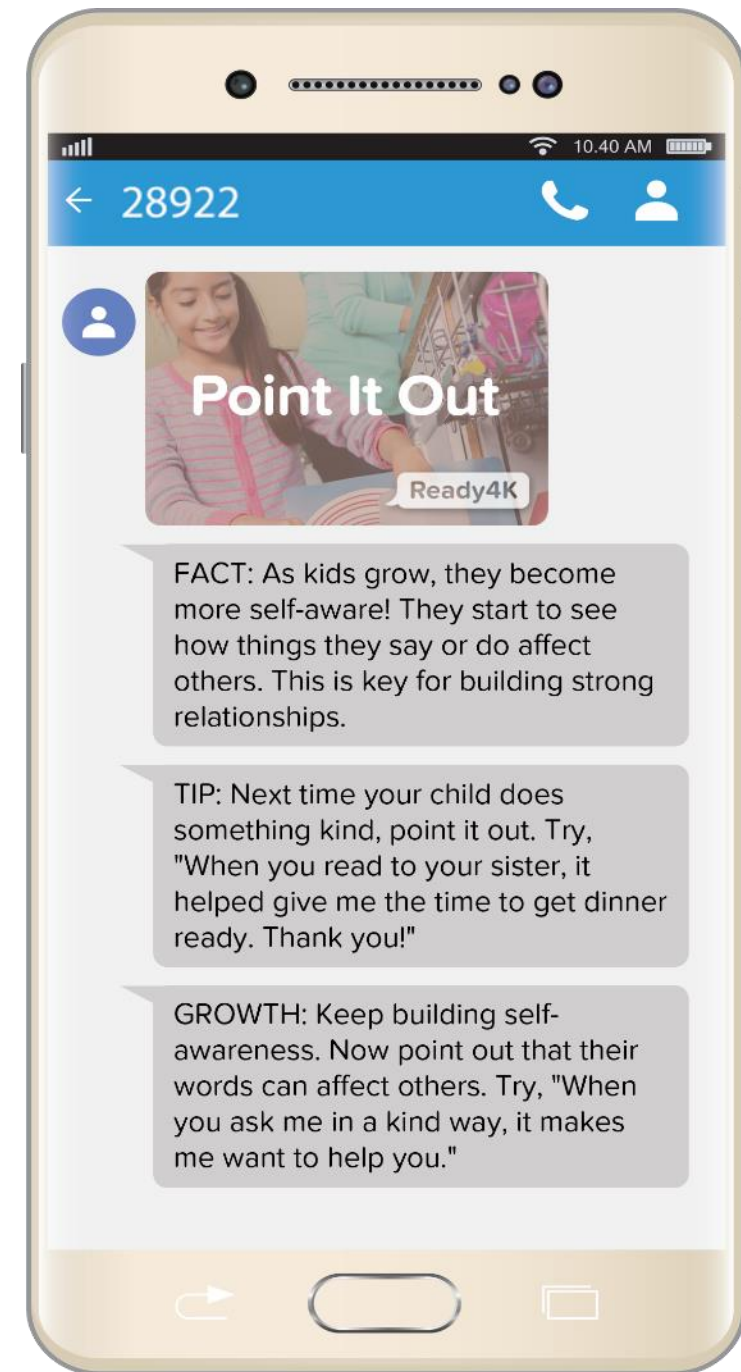 10.40 AM
28922
Point It Out
Ready4K
FACT: As kids grow, they become
more self-aware! They start to see
how things they say or do affect
others. This is key for building strong
relationships.
TIP: Next time your child does
something kind, point it out. Try,
"When you read to your sister, it
helped give me the time to get dinner
ready. Thank you!"
GROWTH: Keep building self-
awareness. Now point out that their
words can affect others. Try, "When
you ask me in a kind way, it makes
me want to help you."